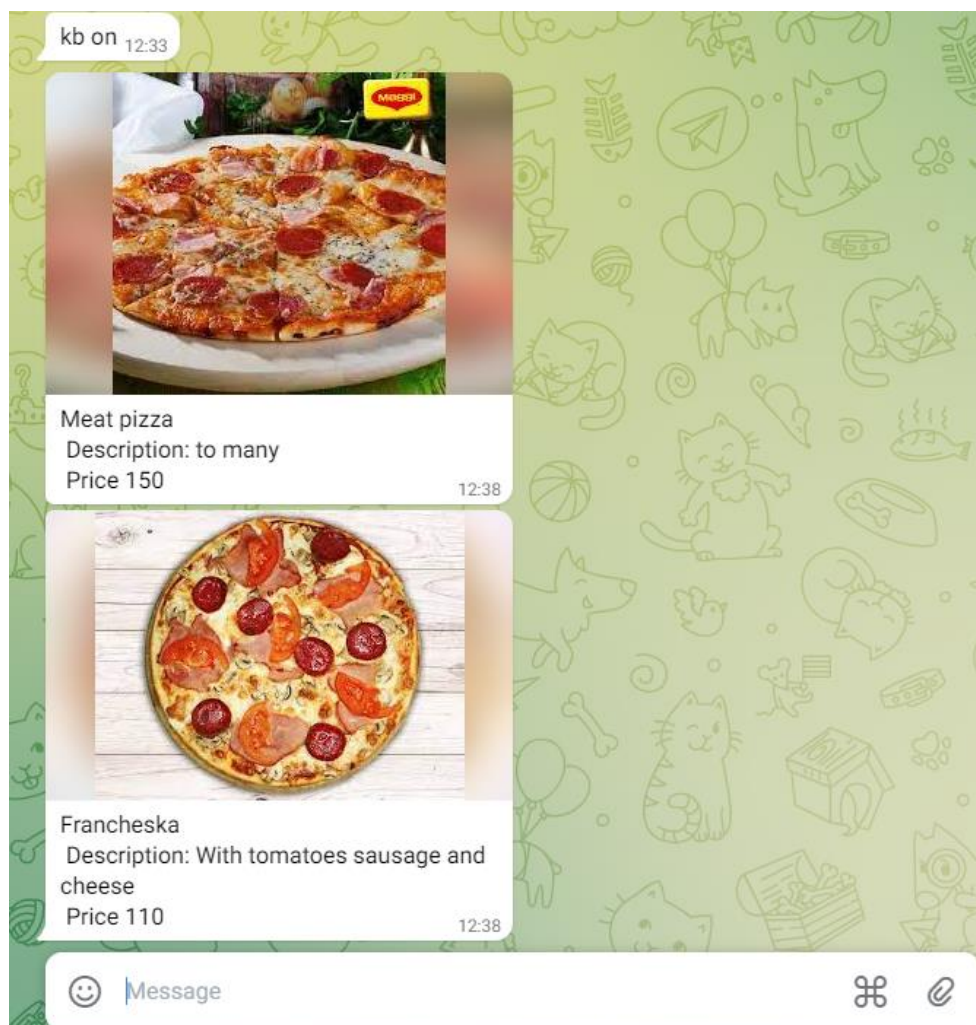 kb on 12:33
Maggi
Meat pizza
Description: to many
Price 150
12:38
Francheska
Description: With tomatoes sausage and
cheese
Price 110
12:38
Message